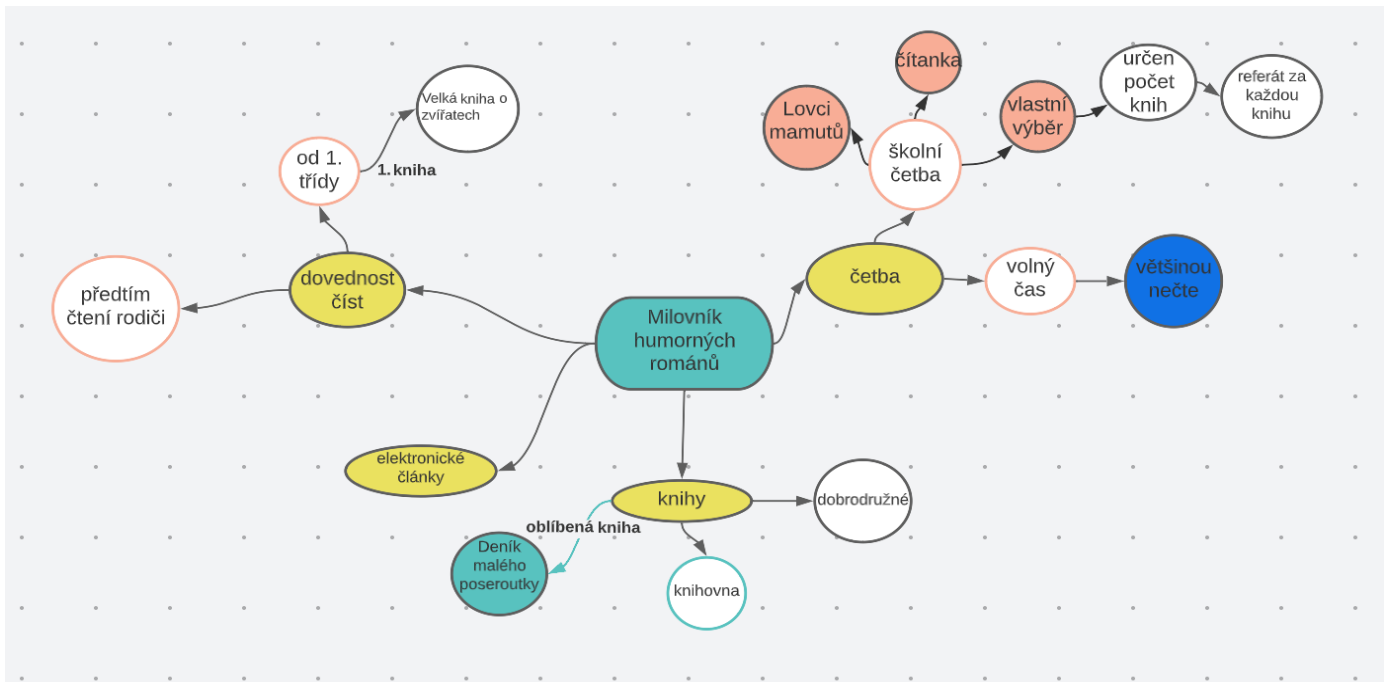 Velká kniha o
zvířatech
od 1.
třídy
1. kniha
dovednost
číst
předtím
čtení rodiči
Milovník
humorných
románů
elektronické
články
knihy
oblíbená kniha
Deník
malého
poseroutky
knihovna
dobrodružné
četba
školní
četba
Lovci
mamutů
čítanka
vlastní
výběr
určen
počet
knih
referát za
každou
knihu
volný
čas
většinou
nečte